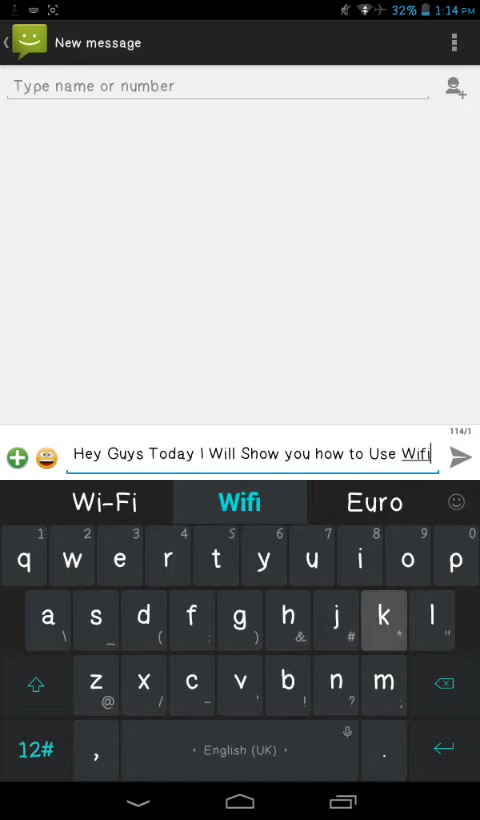 32% 1:14 PM
New message
Type name or number
114/1
Hey Guys Today I Will Show you how to Use Wifi
Wi-Fi Wifi Euro
1 2 3 4 5 6 7 8 9 0
q w e r t y u i o p
a s d f g h j k l
\ _ ( : ) & # * "
z x c v b n m
@ / - ' ! ? ;
12# , English (UK) .